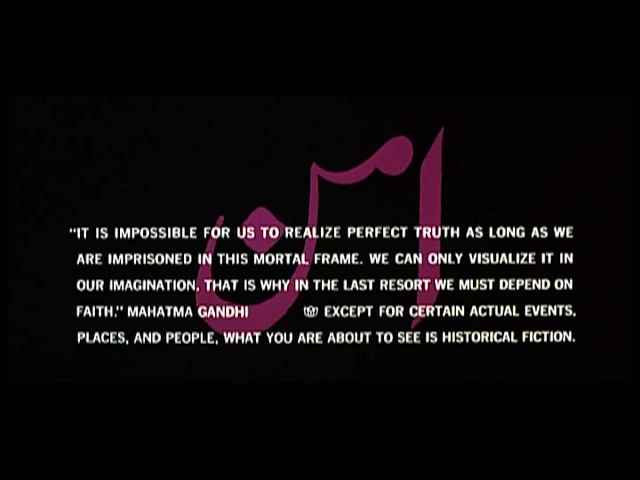 امن
"IT IS IMPOSSIBLE FOR US TO REALIZE PERFECT TRUTH AS LONG AS WE
ARE IMPRISONED IN THIS MORTAL FRAME. WE CAN ONLY VISUALIZE IT IN
OUR IMAGINATION, THAT IS WHY IN THE LAST RESORT WE MUST DEPEND ON
FAITH." MAHATMA GANDHI EXCEPT FOR CERTAIN ACTUAL EVENTS,
PLACES, AND PEOPLE, WHAT YOU ARE ABOUT TO SEE IS HISTORICAL FICTION.